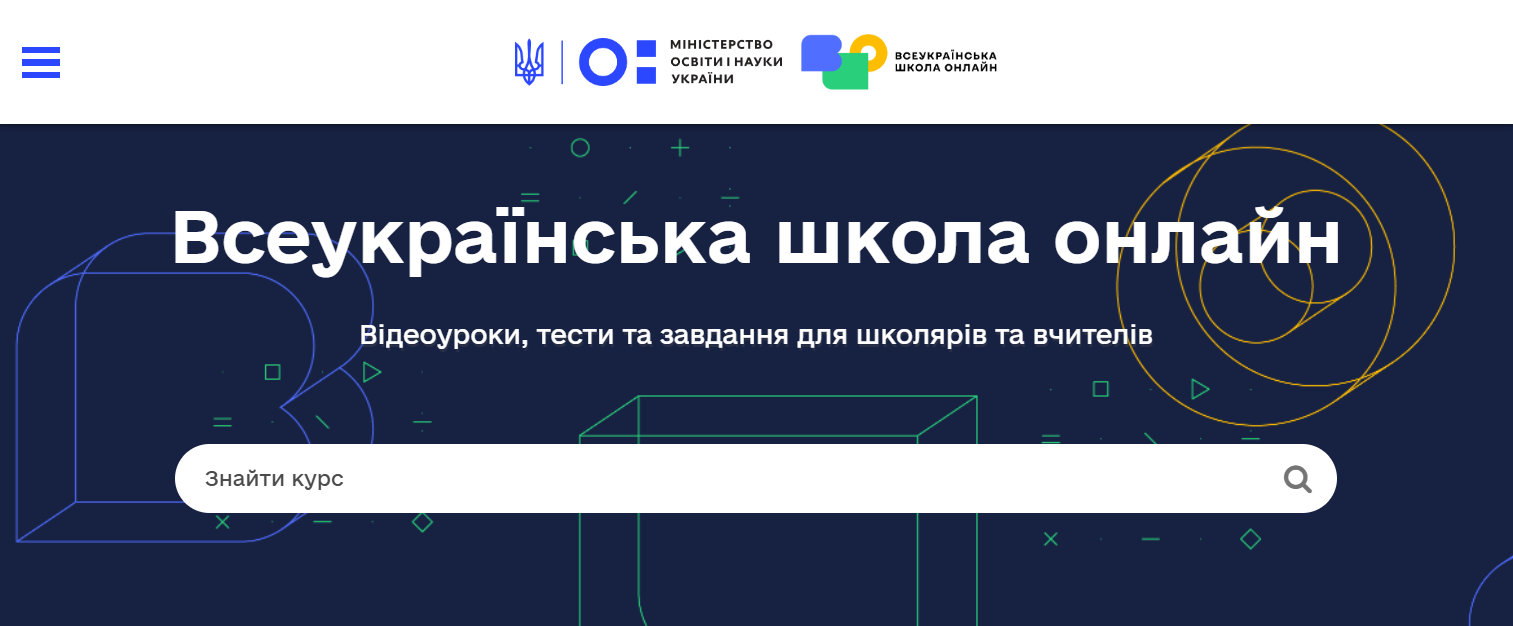 МІНІСТЕРСТВО
ОСВІТИ І НАУКИ
УКРАЇНИ
ВСЕУКРАЇНСЬКА
ШКОЛА ОНЛАЙН
Всеукраїнська школа онлайн
Відеоуроки, тести та завдання для школярів та вчителів
Знайти курс